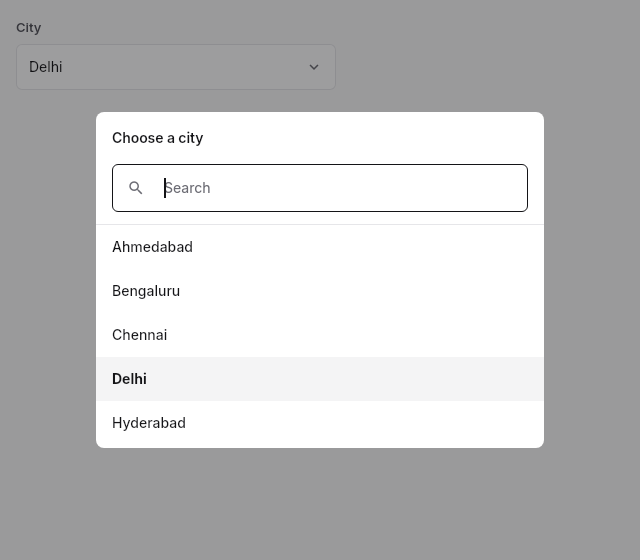 City
Delhi
Choose a city
Search
Ahmedabad
Bengaluru
Chennai
Delhi
Hyderabad